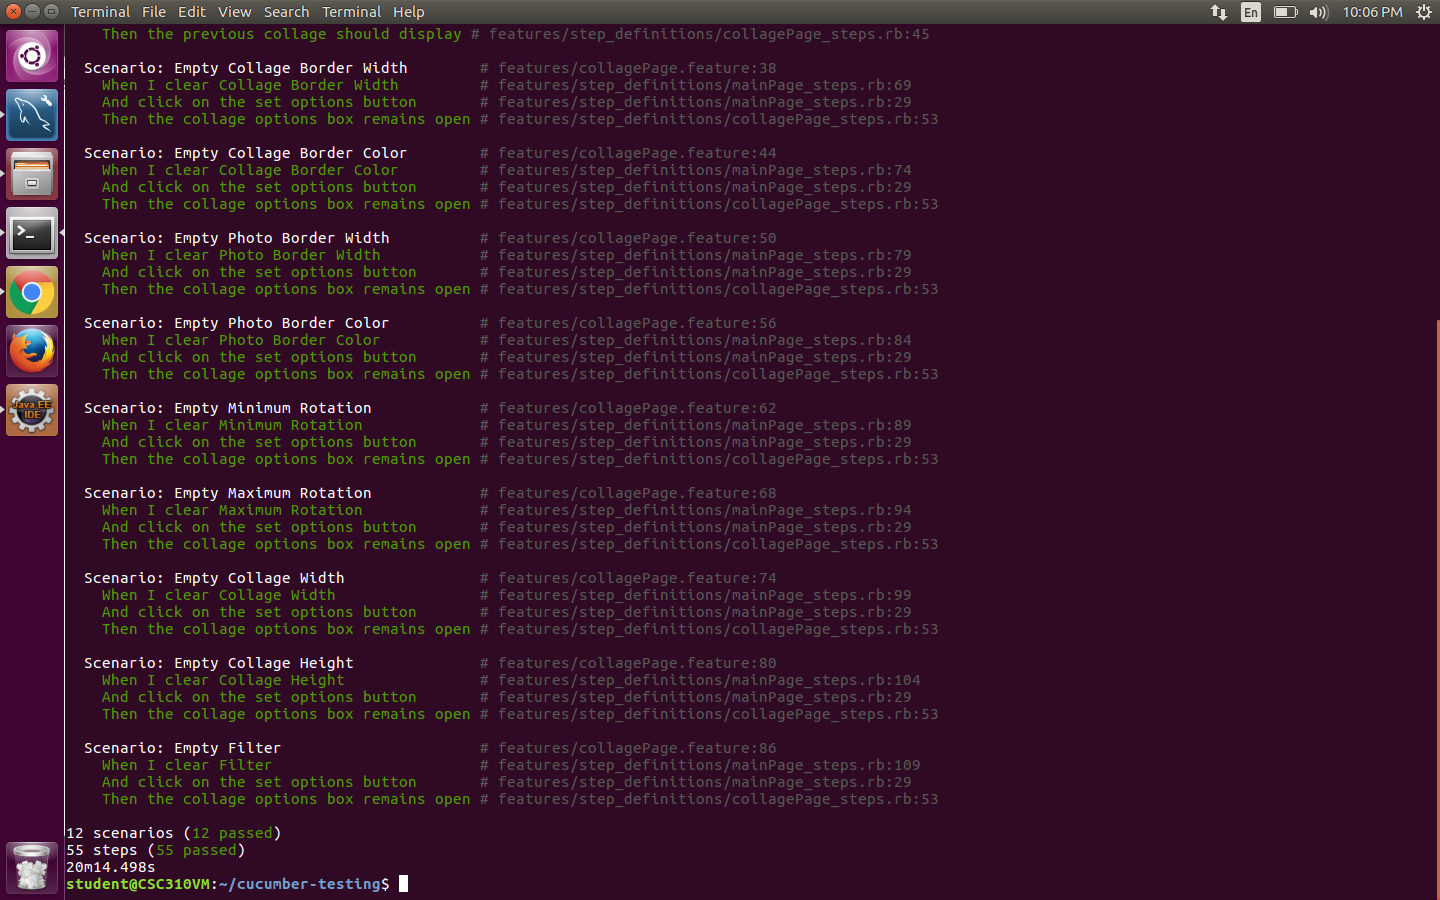 Terminal File Edit View Search Terminal Help En 10:06 PM
Then the previous collage should display # features/step_definitions/collagePage_steps.rb:45
Scenario: Empty Collage Border Width # features/collagePage.feature:38
When I clear Collage Border Width # features/step_definitions/mainPage_steps.rb:69
And click on the set options button # features/step_definitions/mainPage_steps.rb:29
Then the collage options box remains open # features/step_definitions/collagePage_steps.rb:53
Scenario: Empty Collage Border Color # features/collagePage.feature:44
When I clear Collage Border Color # features/step_definitions/mainPage_steps.rb:74
And click on the set options button # features/step_definitions/mainPage_steps.rb:29
Then the collage options box remains open # features/step_definitions/collagePage_steps.rb:53
Scenario: Empty Photo Border Width # features/collagePage.feature:50
When I clear Photo Border Width # features/step_definitions/mainPage_steps.rb:79
And click on the set options button # features/step_definitions/mainPage_steps.rb:29
Then the collage options box remains open # features/step_definitions/collagePage_steps.rb:53
Scenario: Empty Photo Border Color # features/collagePage.feature:56
When I clear Photo Border Color # features/step_definitions/mainPage_steps.rb:84
And click on the set options button # features/step_definitions/mainPage_steps.rb:29
Then the collage options box remains open # features/step_definitions/collagePage_steps.rb:53
Java EE
IDE
Scenario: Empty Minimum Rotation # features/collagePage.feature:62
When I clear Minimum Rotation # features/step_definitions/mainPage_steps.rb:89
And click on the set options button # features/step_definitions/mainPage_steps.rb:29
Then the collage options box remains open # features/step_definitions/collagePage_steps.rb:53
Scenario: Empty Maximum Rotation # features/collagePage.feature:68
When I clear Maximum Rotation # features/step_definitions/mainPage_steps.rb:94
And click on the set options button # features/step_definitions/mainPage_steps.rb:29
Then the collage options box remains open # features/step_definitions/collagePage_steps.rb:53
Scenario: Empty Collage Width # features/collagePage.feature:74
When I clear Collage Width # features/step_definitions/mainPage_steps.rb:99
And click on the set options button # features/step_definitions/mainPage_steps.rb:29
Then the collage options box remains open # features/step_definitions/collagePage_steps.rb:53
Scenario: Empty Collage Height # features/collagePage.feature:80
When I clear Collage Height # features/step_definitions/mainPage_steps.rb:104
And click on the set options button # features/step_definitions/mainPage_steps.rb:29
Then the collage options box remains open # features/step_definitions/collagePage_steps.rb:53
Scenario: Empty Filter # features/collagePage.feature:86
When I clear Filter # features/step_definitions/mainPage_steps.rb:109
And click on the set options button # features/step_definitions/mainPage_steps.rb:29
Then the collage options box remains open # features/step_definitions/collagePage_steps.rb:53
12 scenarios (12 passed)
55 steps (55 passed)
20m14.498s
student@CSC310VM:~/cucumber-testing$